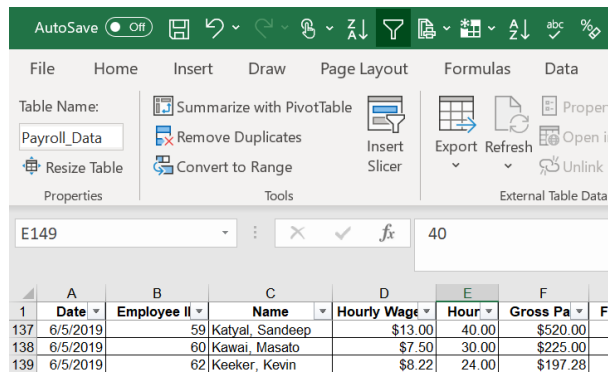 AutoSave Off
File Home Insert Draw Page Layout Formulas Data
Table Name:
Payroll_Data
Resize Table
Properties
Summarize with PivotTable
Remove Duplicates
Convert to Range
Tools
Insert
Slicer
Export Refresh
Open
Unlink
External Table Data
E149 fx 40
A B C D E F
1 Date Employee I Name Hourly Wage Hour Gross Pa F
137 6/5/2019 59 Katyal, Sandeep $13.00 40.00 $520.00
138 6/5/2019 60 Kawai, Masato $7.50 30.00 $225.00
139 6/5/2019 62 Keeker, Kevin $8.22 24.00 $197.28